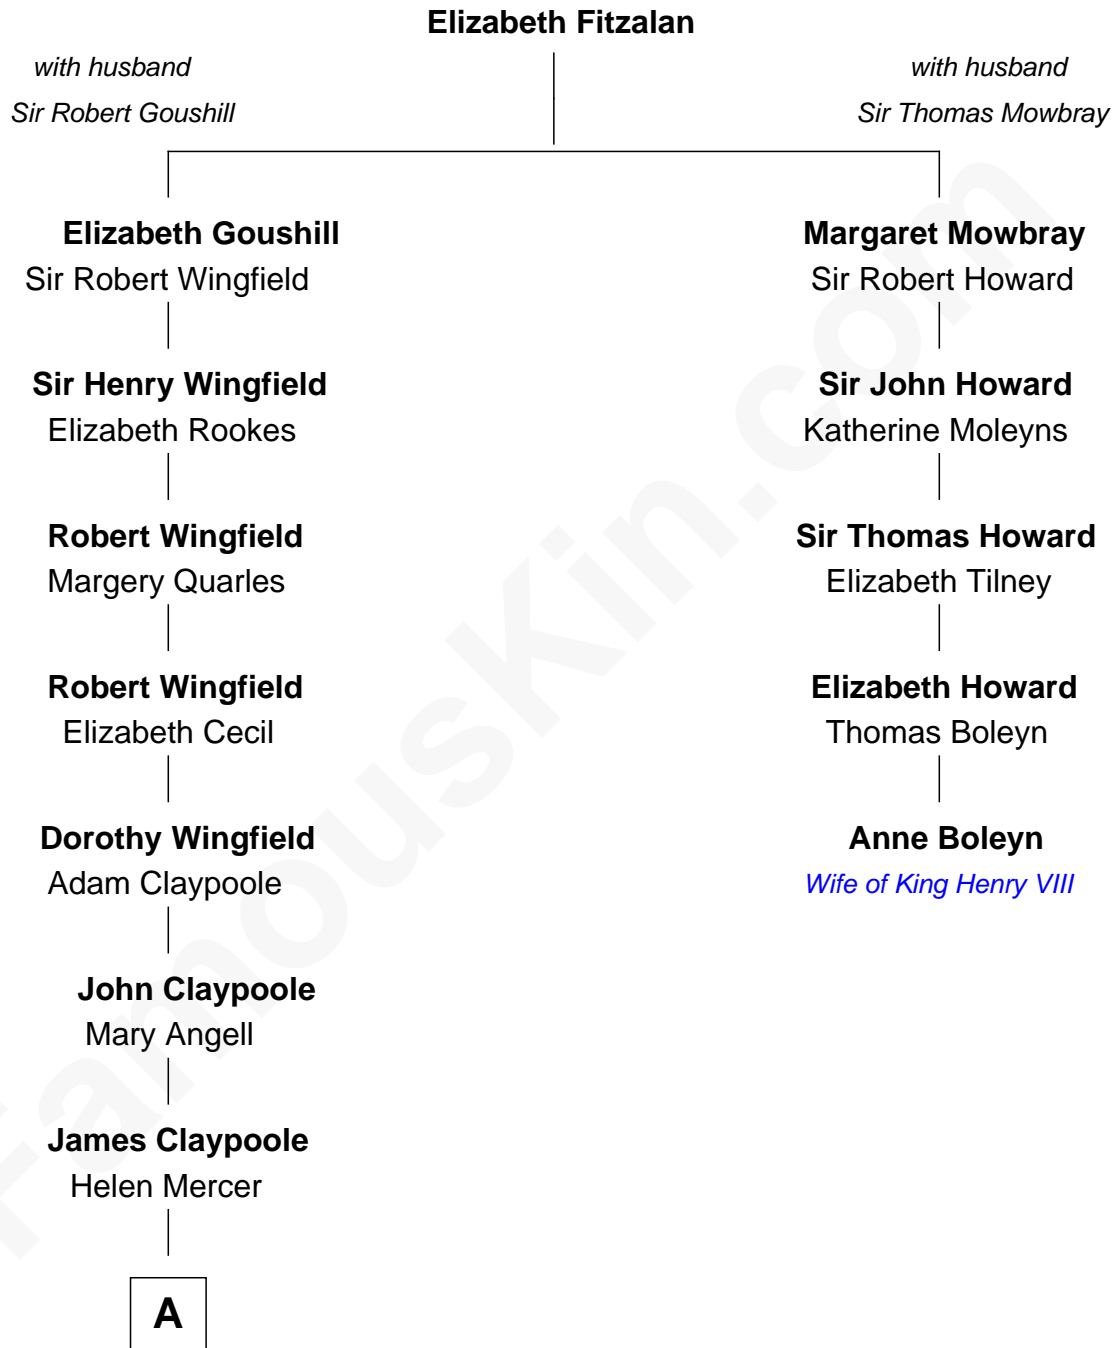 Elizabeth Fitzalan
with husband
Sir Robert Goushill
with husband
Sir Thomas Mowbray
Elizabeth Goushill
Sir Robert Wingfield
Margaret Mowbray
Sir Robert Howard
Sir Henry Wingfield
Elizabeth Rookes
Sir John Howard
Katherine Moleyns
Robert Wingfield
Margery Quarles
Sir Thomas Howard
Elizabeth Tilney
Robert Wingfield
Elizabeth Cecil
Elizabeth Howard
Thomas Boleyn
Dorothy Wingfield
Adam Claypoole
Anne Boleyn
Wife of King Henry VIII
John Claypoole
Mary Angell
James Claypoole
Helen Mercer
A
FamousKin.com